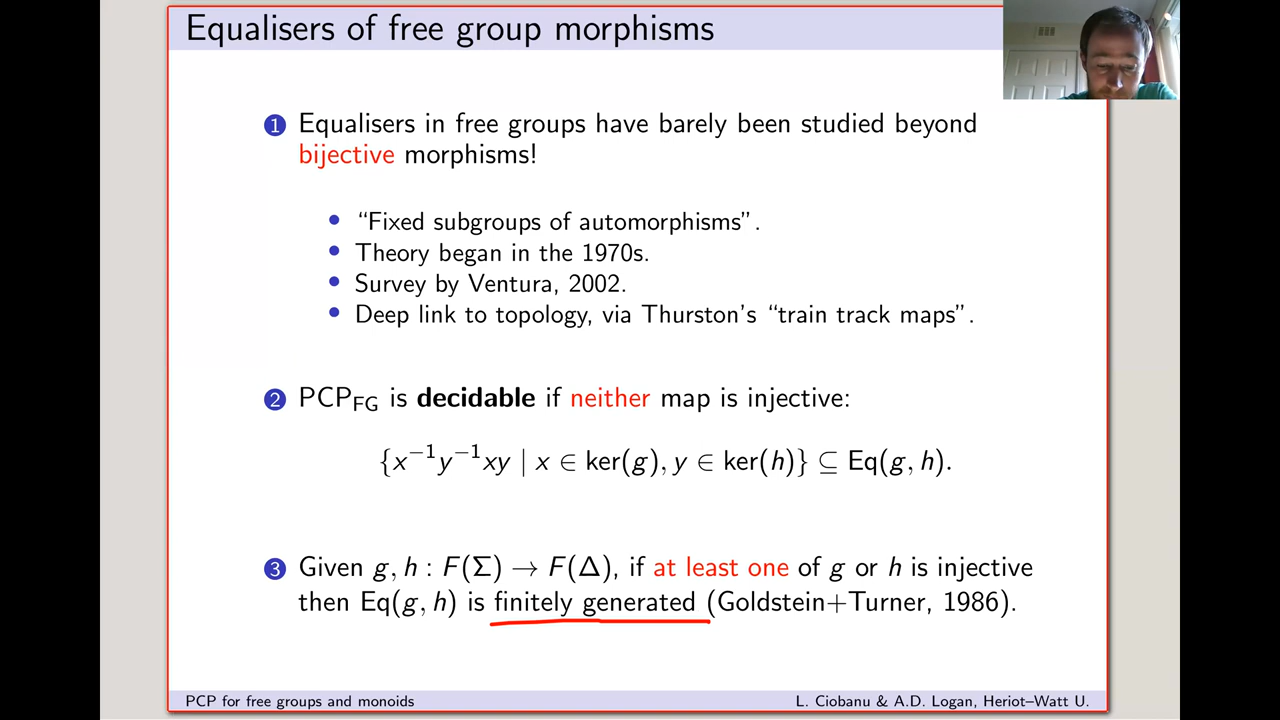 Equalisers of free group morphisms
1 Equalisers in free groups have barely been studied beyond
bijective morphisms!
• “Fixed subgroups of automorphisms”.
• Theory began in the 1970s.
• Survey by Ventura, 2002.
• Deep link to topology, via Thurston’s “train track maps”.
2 PCP_FG is decidable if neither map is injective:
{x⁻¹y⁻¹xy | x ∈ ker(g), y ∈ ker(h)} ⊆ Eq(g, h).
3 Given g, h : F(Σ) → F(Δ), if at least one of g or h is injective
then Eq(g, h) is finitely generated (Goldstein+Turner, 1986).
PCP for free groups and monoids L. Ciobanu & A.D. Logan, Heriot–Watt U.